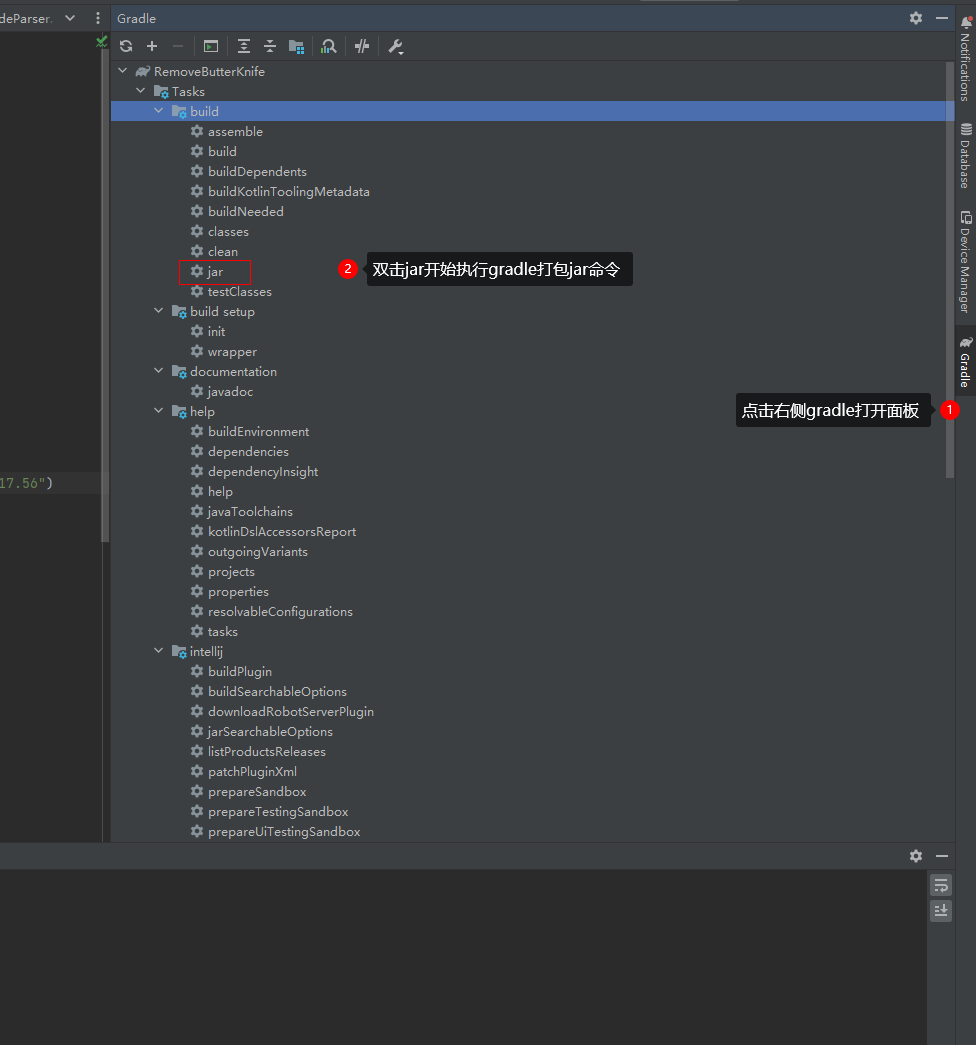 deParser.
Gradle
RemoveButterKnife
Tasks
build
assemble
build
buildDependents
buildKotlinToolingMetadata
buildNeeded
classes
clean
jar
2 双击jar开始执行gradle打包jar命令
testClasses
build setup
init
wrapper
documentation
javadoc
help
点击右侧gradle打开面板 1
buildEnvironment
dependencies
dependencyInsight
17.56")
help
javaToolchains
kotlinDslAccessorsReport
outgoingVariants
projects
properties
resolvableConfigurations
tasks
intellij
buildPlugin
buildSearchableOptions
downloadRobotServerPlugin
jarSearchableOptions
listProductsReleases
patchPluginXml
prepareSandbox
prepareTestingSandbox
prepareUiTestingSandbox
Notifications
Database
Device Manager
Gradle